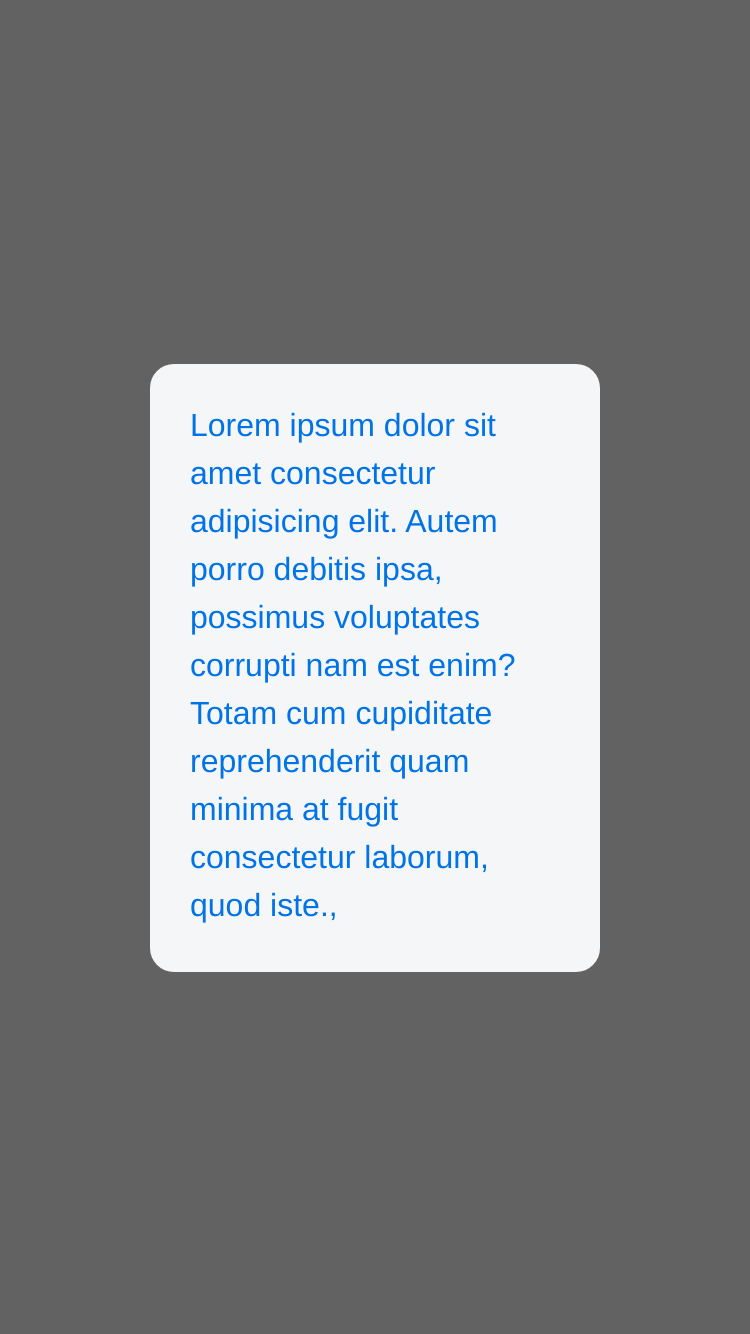 Lorem ipsum dolor sit
amet consectetur
adipisicing elit. Autem
porro debitis ipsa,
possimus voluptates
corrupti nam est enim?
Totam cum cupiditate
reprehenderit quam
minima at fugit
consectetur laborum,
quod iste.,